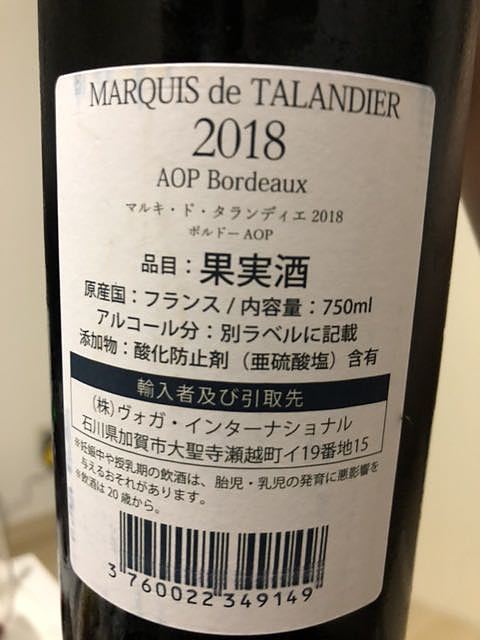 MARQUIS de TALANDIER
2018
AOP Bordeaux
マルキ・ド・タランディエ 2018
ボルドー AOP
品目：果実酒
原産国：フランス / 内容量：750ml
アルコール分：別ラベルに記載
添加物：酸化防止剤（亜硫酸塩）含有
輸入者及び引取先
(株)ヴォガ・インターナショナル
石川県加賀市大聖寺瀬越町イ19番地15
※妊娠中や授乳期の飲酒は、胎児・乳児の発育に悪影響を
与えるおそれがあります。
※飲酒は20歳から。
3 760022 349149